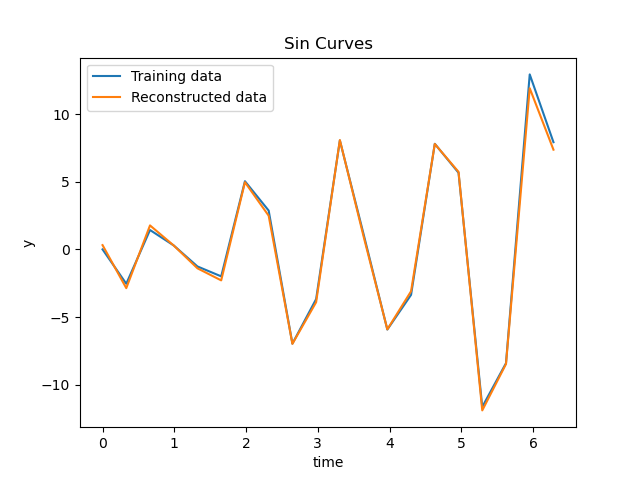 Sin Curves
Training data
Reconstructed data
10
5
0
−5
−10
y
0 1 2 3 4 5 6
time